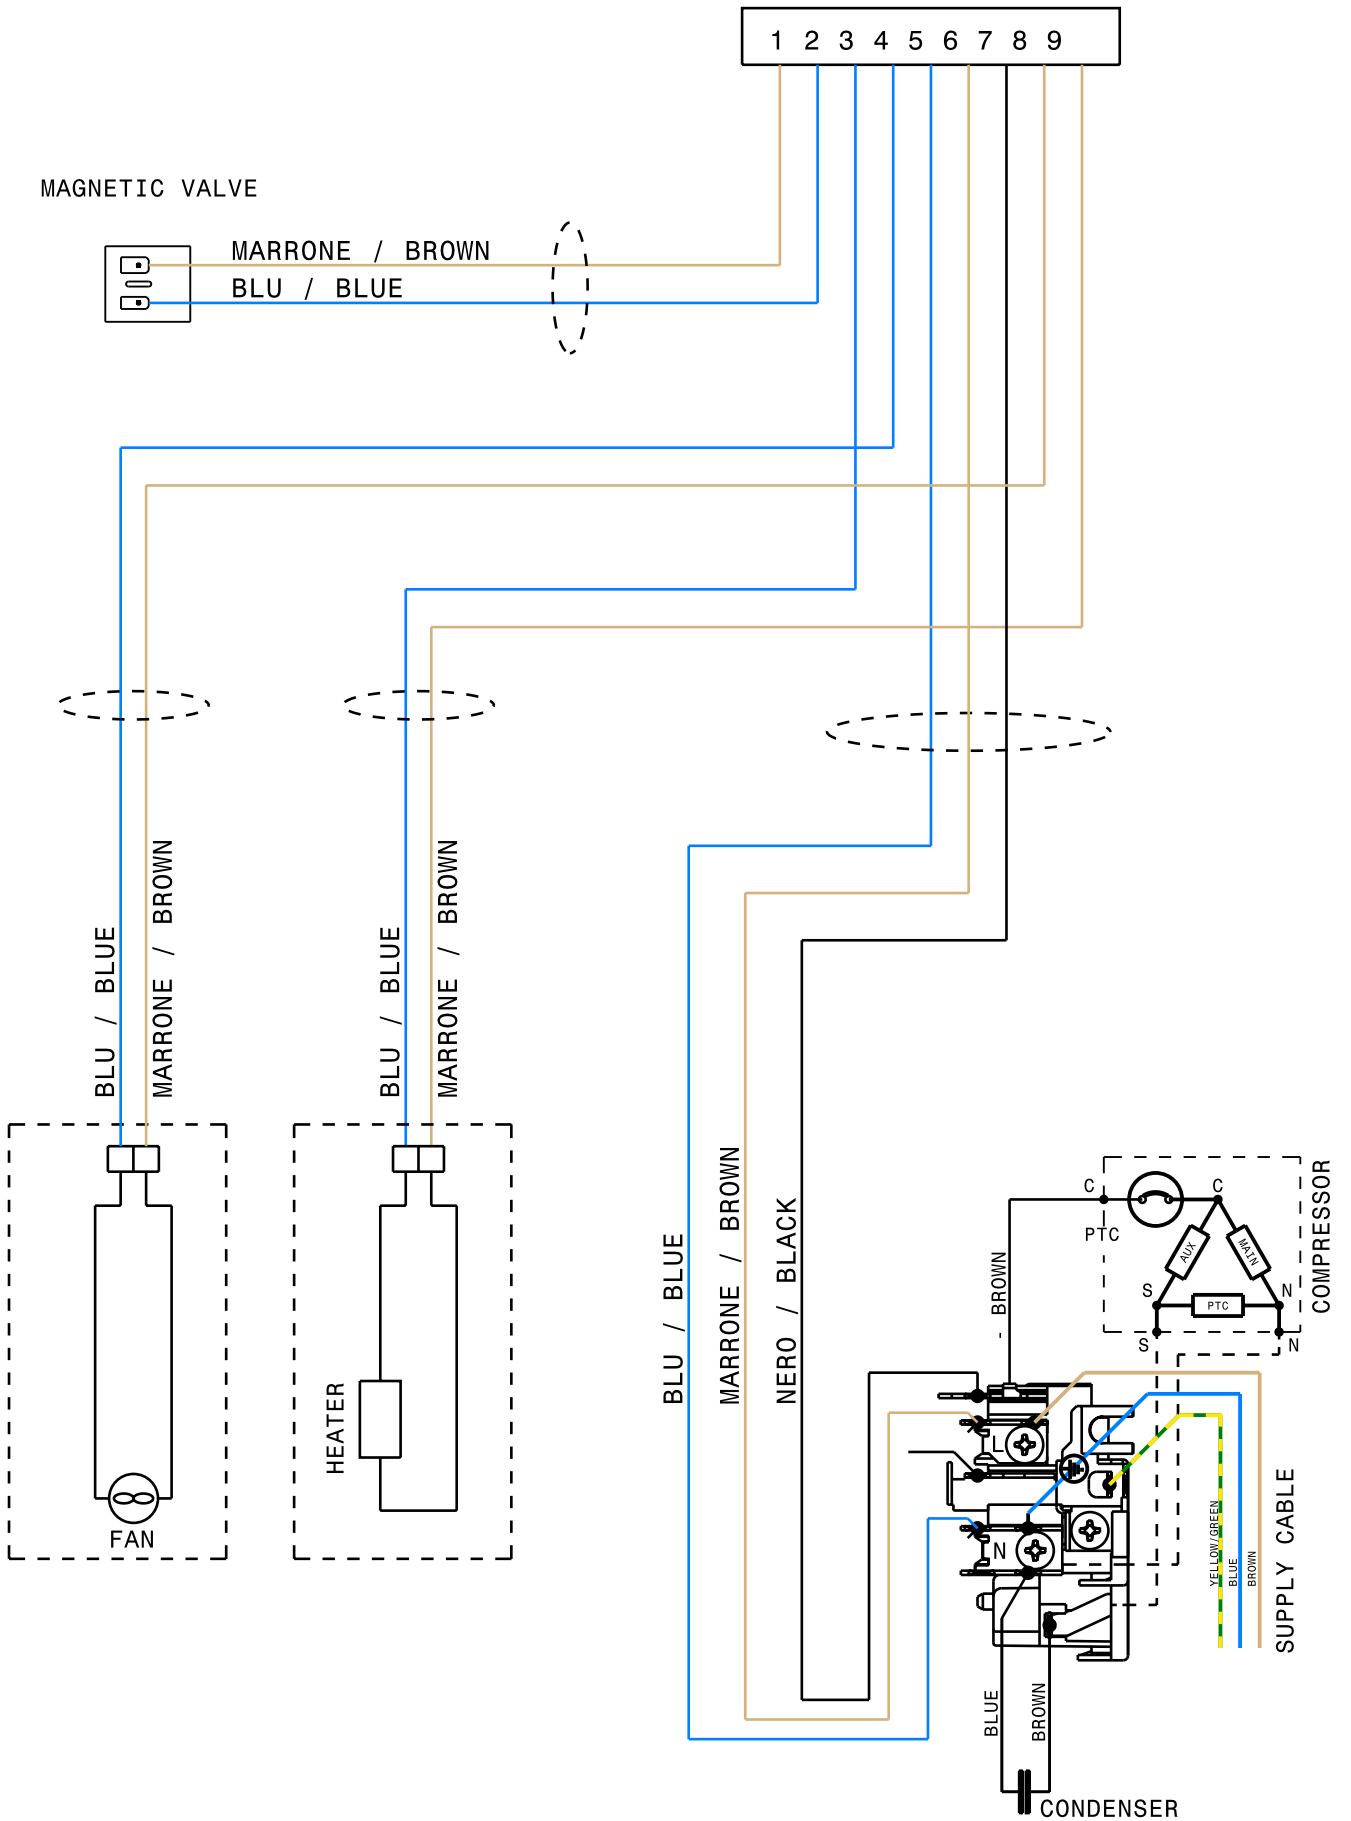 1 2 3 4 5 6 7 8 9
MAGNETIC VALVE
MARRONE / BROWN
BLU / BLUE
BLU / BLUE
MARRONE / BROWN
BLU / BLUE
MARRONE / BROWN
BLU / BLUE
MARRONE / BROWN
NERO / BLACK
FAN
HEATER
- BROWN
C
PTC
C
AUX
MAIN
S
PTC
N
S
N
COMPRESSOR
L
N
YELLOW/GREEN
BLUE
BROWN
SUPPLY CABLE
BLUE
BROWN
CONDENSER